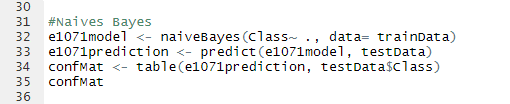 30
31 #Naives Bayes
32 e1071model <- naiveBayes(Class~ ., data= trainData)
33 e1071prediction <- predict(e1071model, testData)
34 confMat <- table(e1071prediction, testData$Class)
35 confMat
36